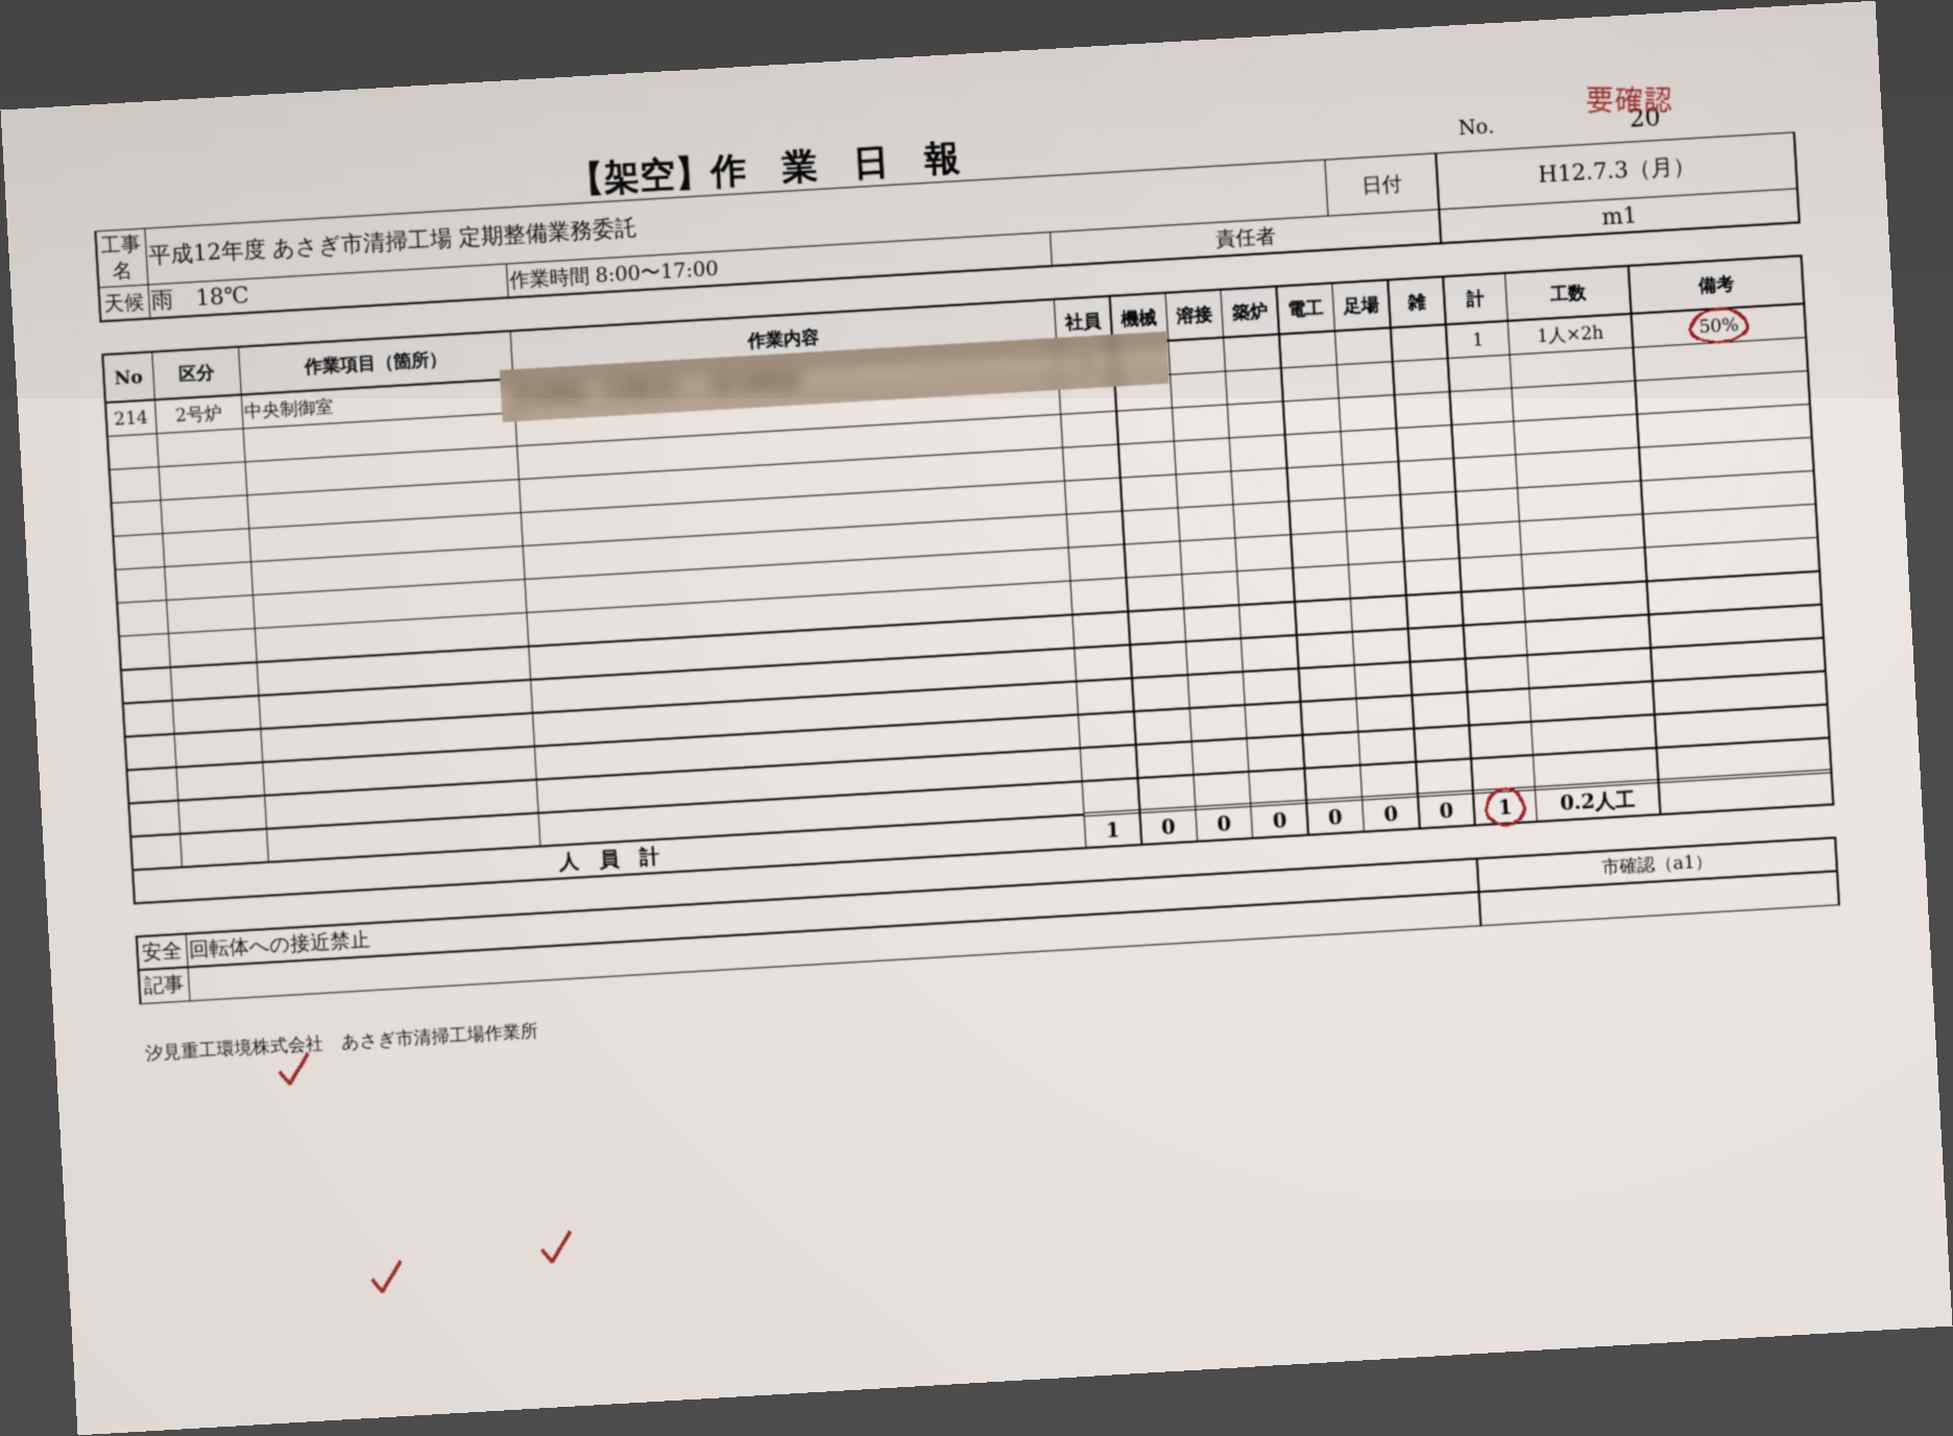 要確認
No. 20
【架空】作 業 日 報
工事名 平成12年度 あさぎ市清掃工場 定期整備業務委託 日付 H12.7.3（月）
天候 雨 18℃ 作業時間 8:00〜17:00 責任者 m1
No 区分 作業項目（箇所） 作業内容 社員 機械 溶接 築炉 電工 足場 雑 計 工数 備考
214 2号炉 中央制御室 1 1人×2h 50%
人 員 計 1 0 0 0 0 0 0 1 0.2人工
安全 回転体への接近禁止 市確認（a1）
記事
汐見重工環境株式会社 あさぎ市清掃工場作業所